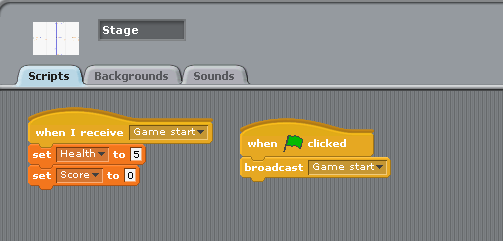 Stage
Scripts Backgrounds Sounds
when I receive Game start
set Health to 5
set Score to 0
when clicked
broadcast Game start